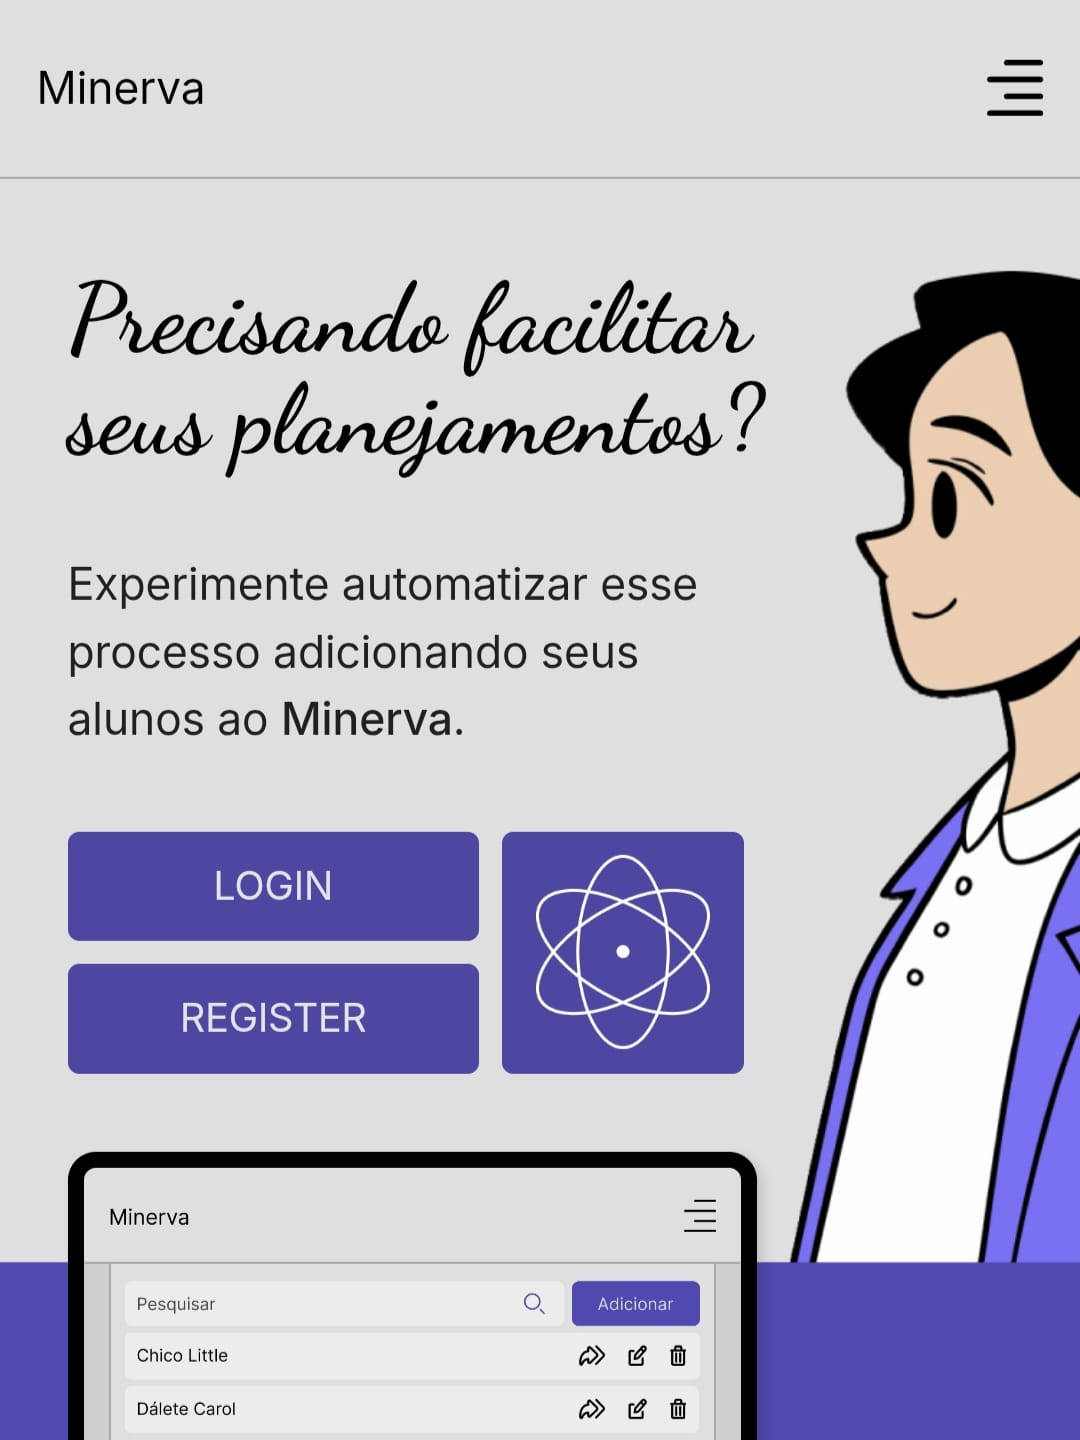 Minerva
Precisando facilitar
seus planejamentos?
Experimente automatizar esse
processo adicionando seus
alunos ao Minerva.
LOGIN
REGISTER
Minerva
Pesquisar
Adicionar
Chico Little
Dálete Carol